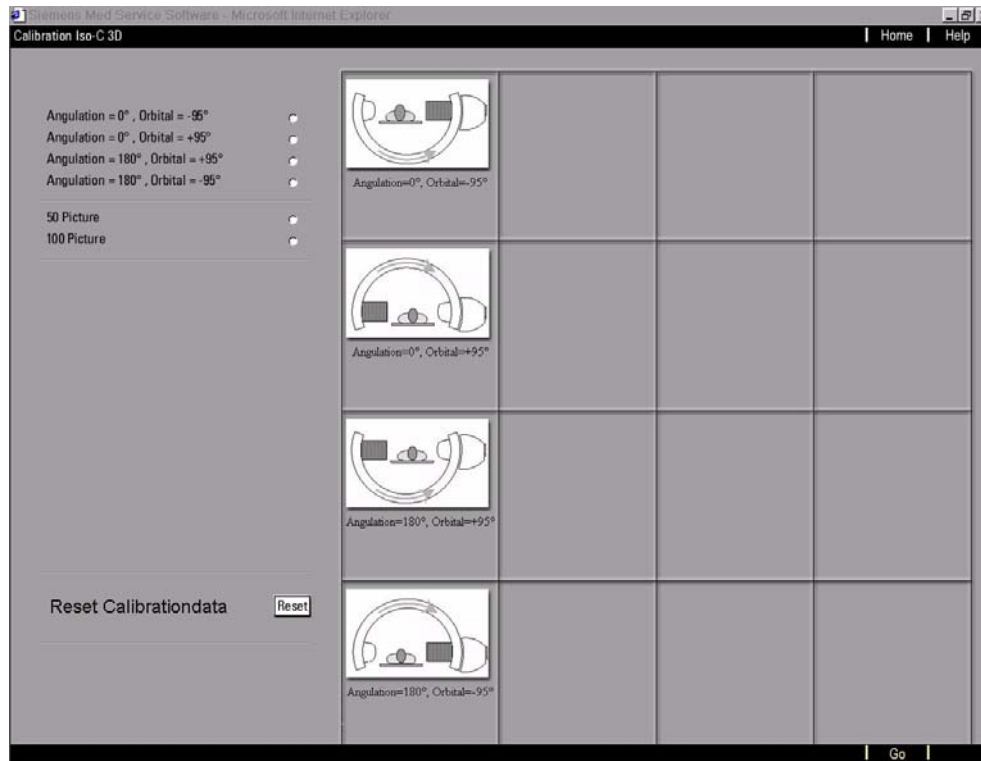 Siemens Med Service Software - Microsoft Internet Explorer
Calibration Iso-C 3D
Home
Help
Angulation = 0° , Orbital = -95°
Angulation = 0° , Orbital = +95°
Angulation = 180° , Orbital = +95°
Angulation = 180° , Orbital = -95°
50 Picture
100 Picture
Reset Calibrationdata
Reset
Angulation=0°, Orbital=-95°
Angulation=0°, Orbital=+95°
Angulation=180°, Orbital=+95°
Angulation=180°, Orbital=-95°
Go